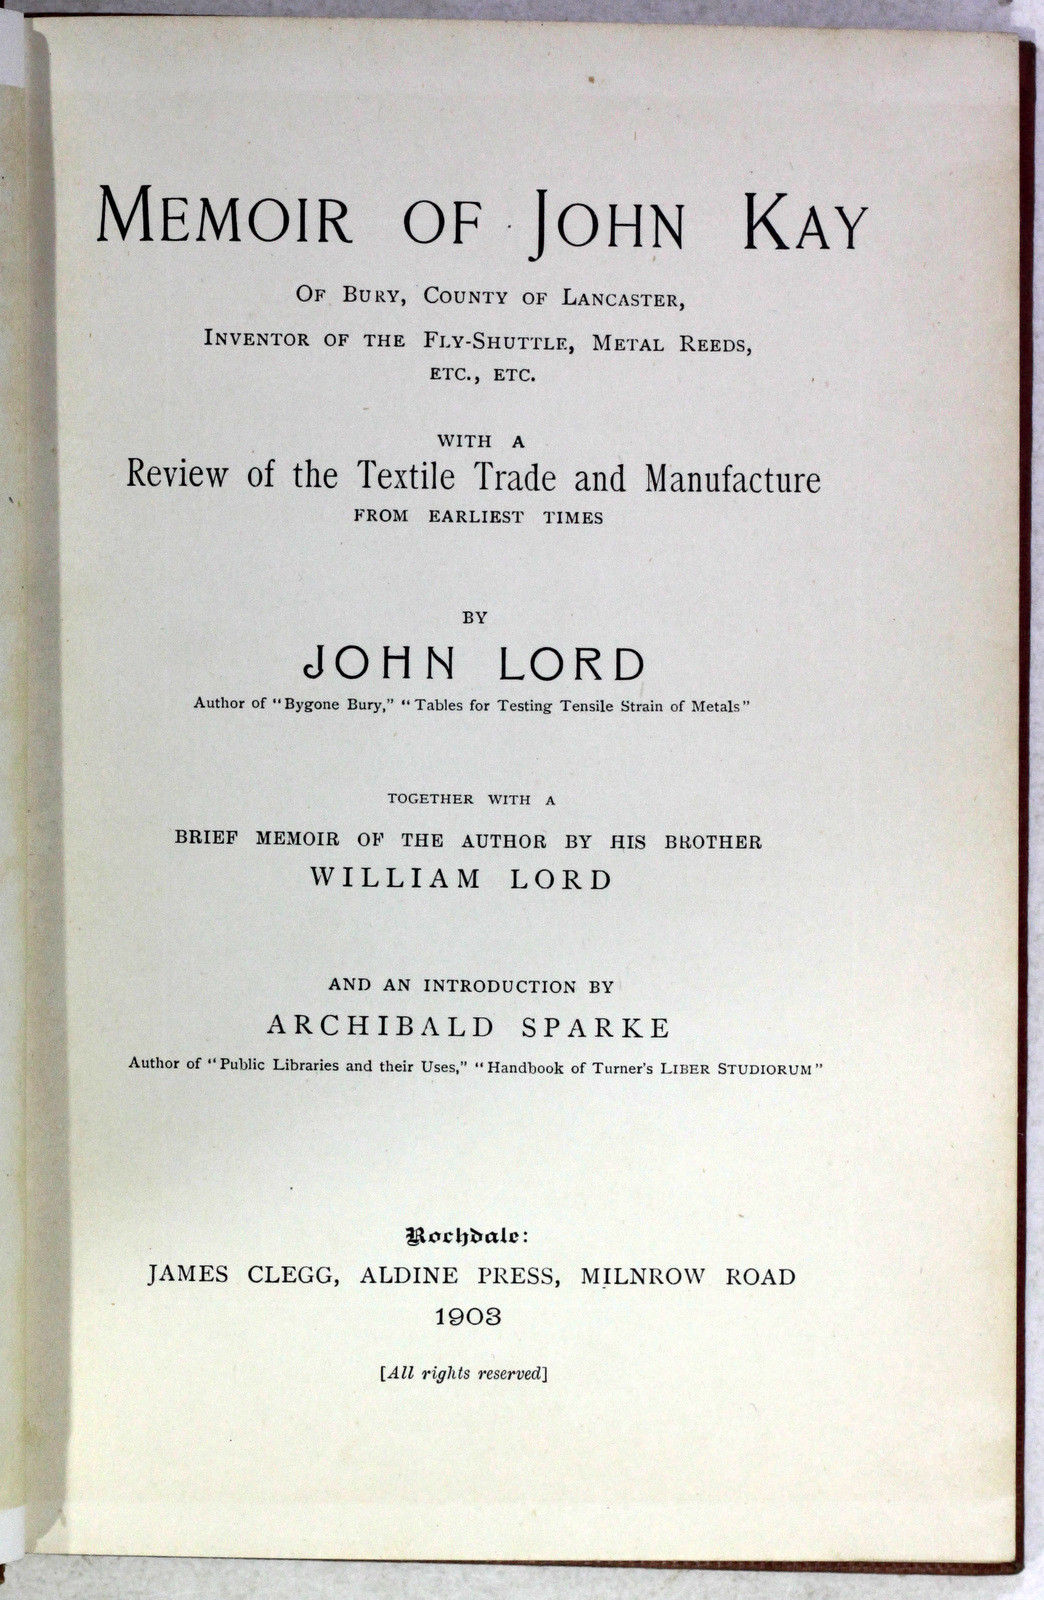 MEMOIR OF JOHN KAY
OF BURY, COUNTY OF LANCASTER,
INVENTOR OF THE FLY-SHUTTLE, METAL REEDS,
ETC., ETC.
WITH A
Review of the Textile Trade and Manufacture
FROM EARLIEST TIMES
BY
JOHN LORD
Author of "Bygone Bury," "Tables for Testing Tensile Strain of Metals"
TOGETHER WITH A
BRIEF MEMOIR OF THE AUTHOR BY HIS BROTHER
WILLIAM LORD
AND AN INTRODUCTION BY
ARCHIBALD SPARKE
Author of "Public Libraries and their Uses," "Handbook of Turner's LIBER STUDIORUM"
Rochdale:
JAMES CLEGG, ALDINE PRESS, MILNROW ROAD
1903
[All rights reserved]